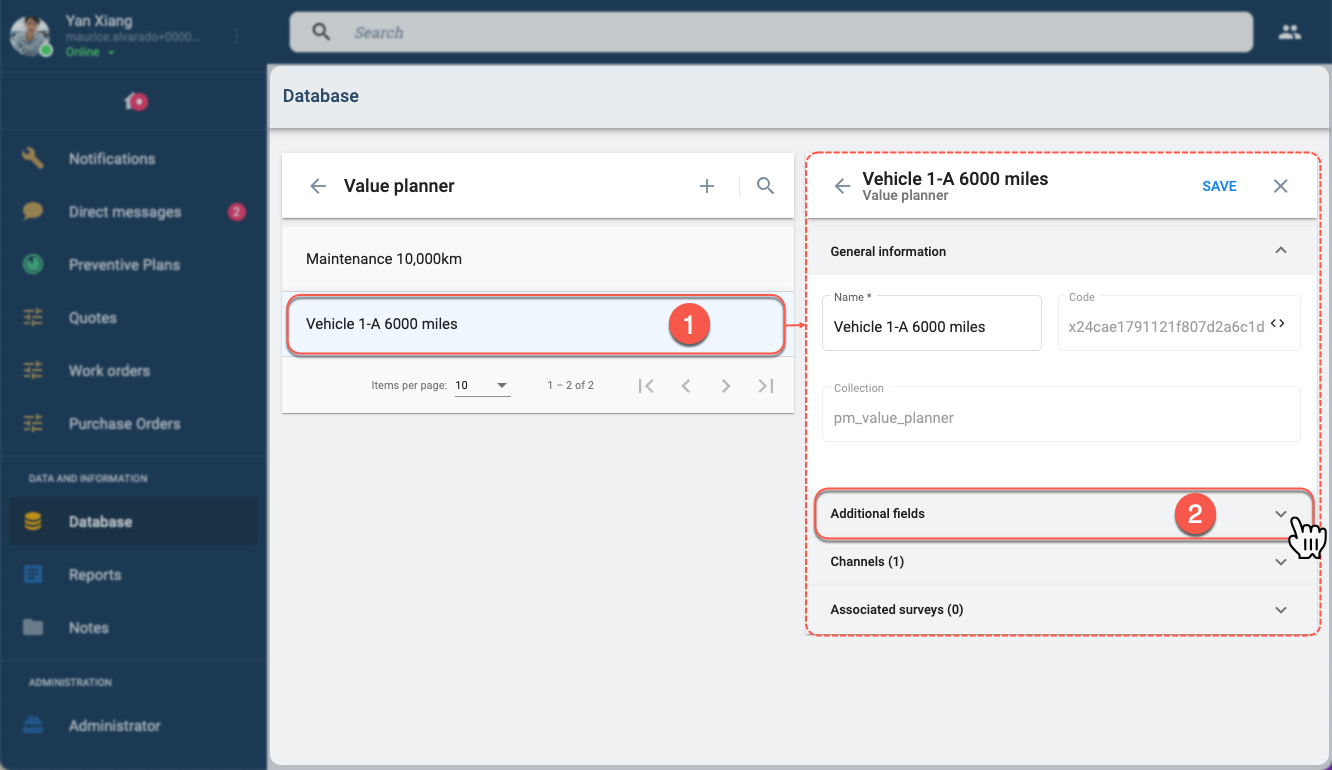 Yan Xiang
maurice.alvarado+0000...
Online
Search
Notifications
Direct messages
2
Preventive Plans
Quotes
Work orders
Purchase Orders
DATA AND INFORMATION
Database
Reports
Notes
ADMINISTRATION
Administrator
Database
Value planner
Maintenance 10,000km
Vehicle 1-A 6000 miles
1
Items per page: 10
1 – 2 of 2
Vehicle 1-A 6000 miles
SAVE
Value planner
General information
Name *
Vehicle 1-A 6000 miles
Code
x24cae1791121f807d2a6c1d
Collection
pm_value_planner
Additional fields
2
Channels (1)
Associated surveys (0)